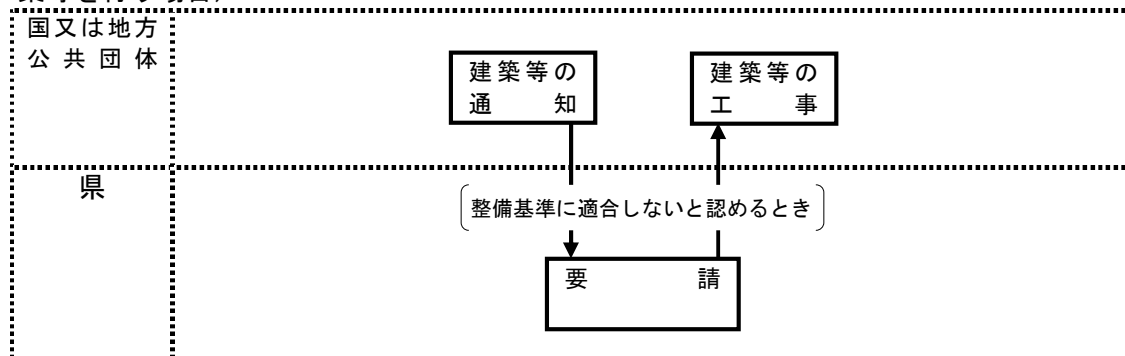 国又は地方
公共団体
建築等の
通知
建築等の
工事
県
整備基準に適合しないと認めるとき
要請